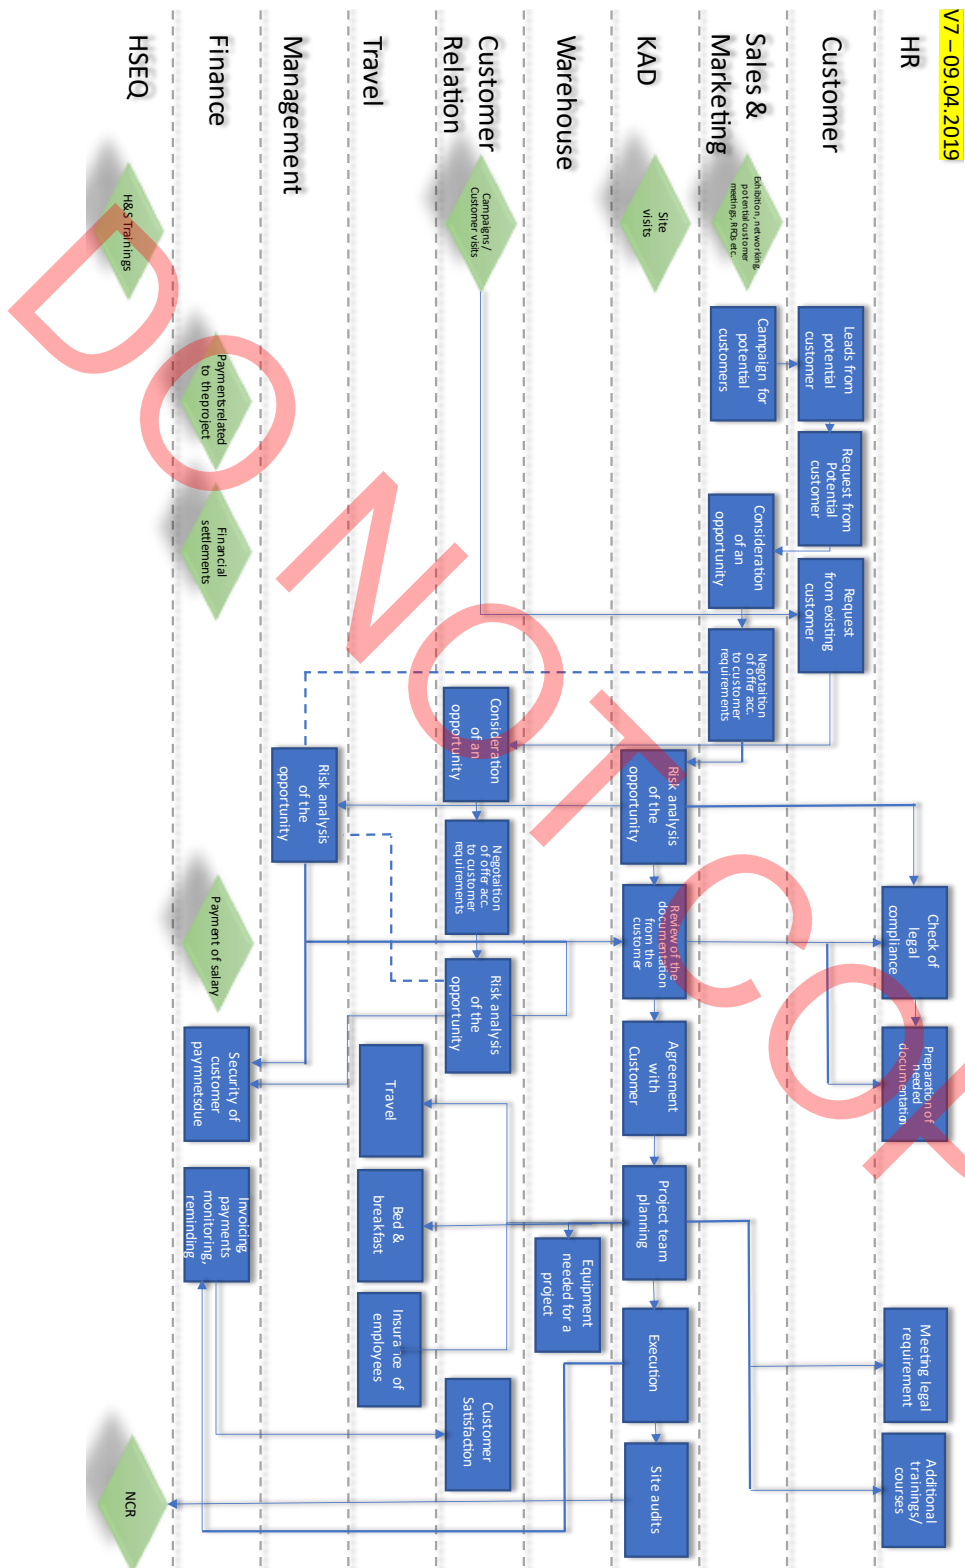 V7 – 09.04.2019
HR
Check of
legal
compliance
Preparation of
needed
documentation
Meeting legal
requirement
Additional
trainings/
courses
Customer
Leads from
potential
customer
Request from
Potential
customer
Request
from existing
customer
Sales &
Marketing
Exhibition, networking,
potential customer
meetings, RFQs etc.
Campaign for
potential
customers
Consideration
of an
opportunity
Negotaition
of offer acc.
to customer
requirements
KAD
Site
visits
Risk analysis
of the
opportunity
Review of the
documentation
from the
customer
Agreement
with
Customer
Project team
planning
Execution
Site audits
Warehouse
Equipment
needed for a
project
Customer
Relation
Campaigns/
Customer visits
Consideration
of an
opportunity
Negotaition
of offer acc.
to customer
requirements
Risk analysis
of the
opportunity
Customer
Satisfaction
Travel
Travel
Bed &
breakfast
Insurance of
employees
Management
Risk analysis
of the
opportunity
Finance
Payments related
to the project
Financial
settlements
Payment of salary
Security of
customer
paymnetsdue
Invoicing
payments
monitoring,
reminding
HSEQ
H&S Trainings
NCR
DO NOT COPY